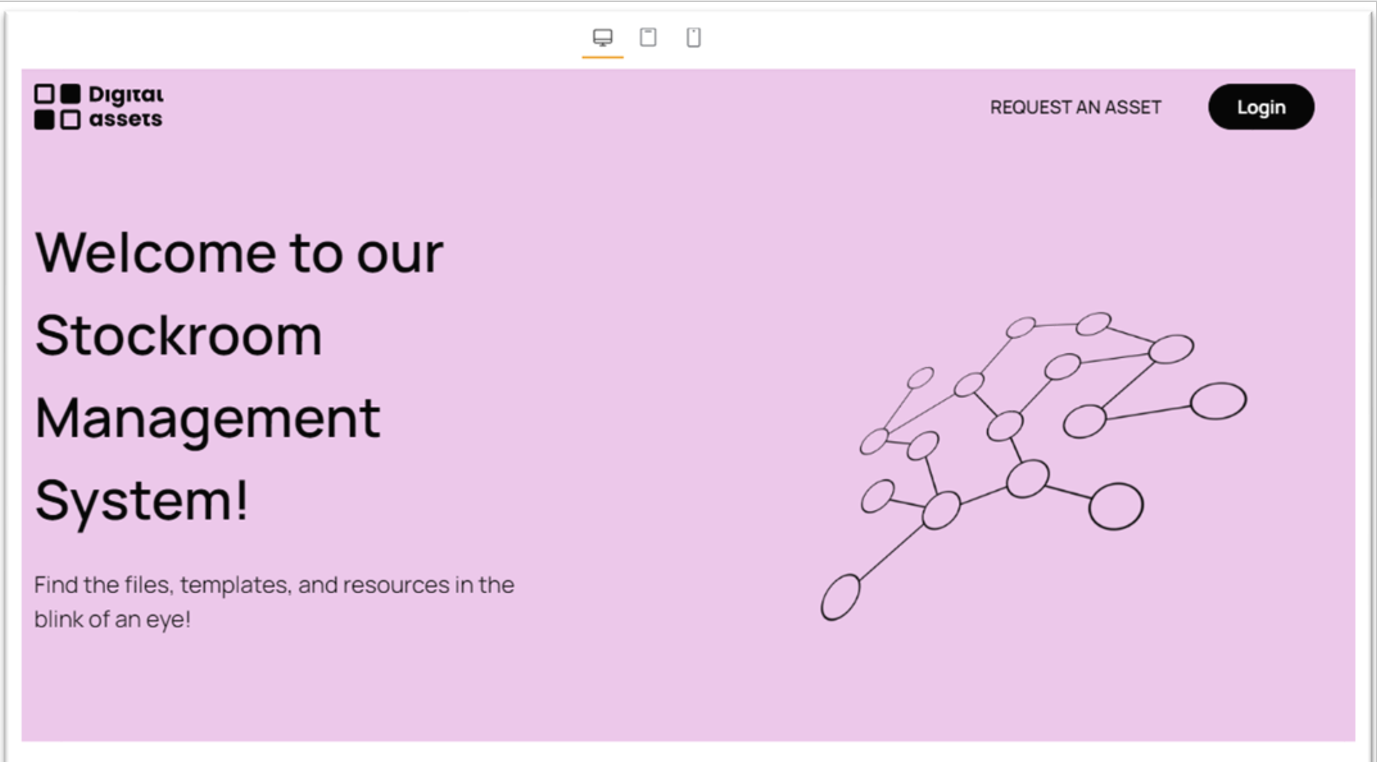 Digital
assets
REQUEST AN ASSET
Login
Welcome to our
Stockroom
Management
System!
Find the files, templates, and resources in the
blink of an eye!